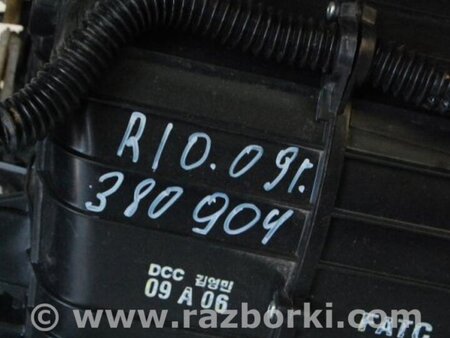 RIO.09г.
380904
DCC 김영민
09 A 06
FATC
©www.razborki.com